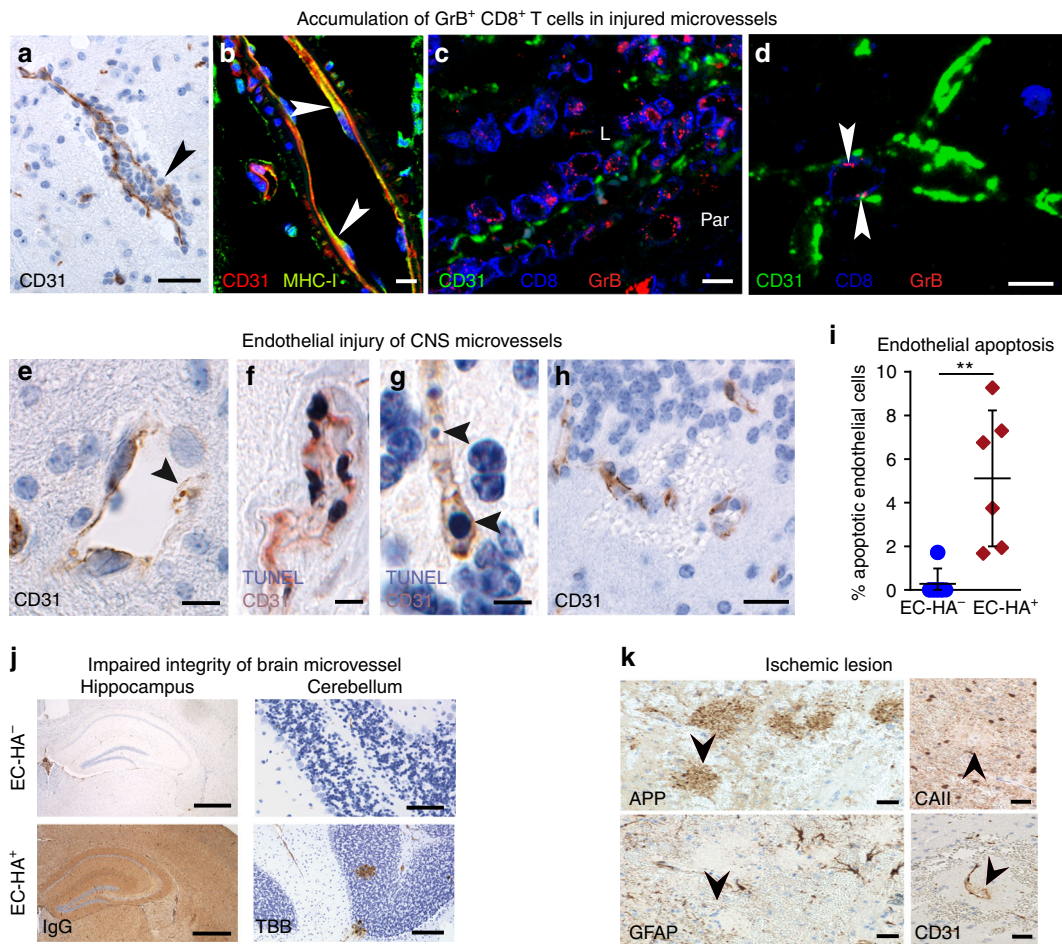 Accumulation of GrB⁺ CD8⁺ T cells in injured microvessels
a
CD31
b
CD31 MHC-I
c
L
Par
CD31 CD8 GrB
d
CD31 CD8 GrB
Endothelial injury of CNS microvessels
e
CD31
f
TUNEL
CD31
g
TUNEL
CD31
h
CD31
i
Endothelial apoptosis
**
% apoptotic endothelial cells
10
8
6
4
2
0
EC-HA⁻ EC-HA⁺
j
Impaired integrity of brain microvessel
Hippocampus Cerebellum
EC-HA⁻
EC-HA⁺
IgG
TBB
k
Ischemic lesion
APP
CAII
GFAP
CD31